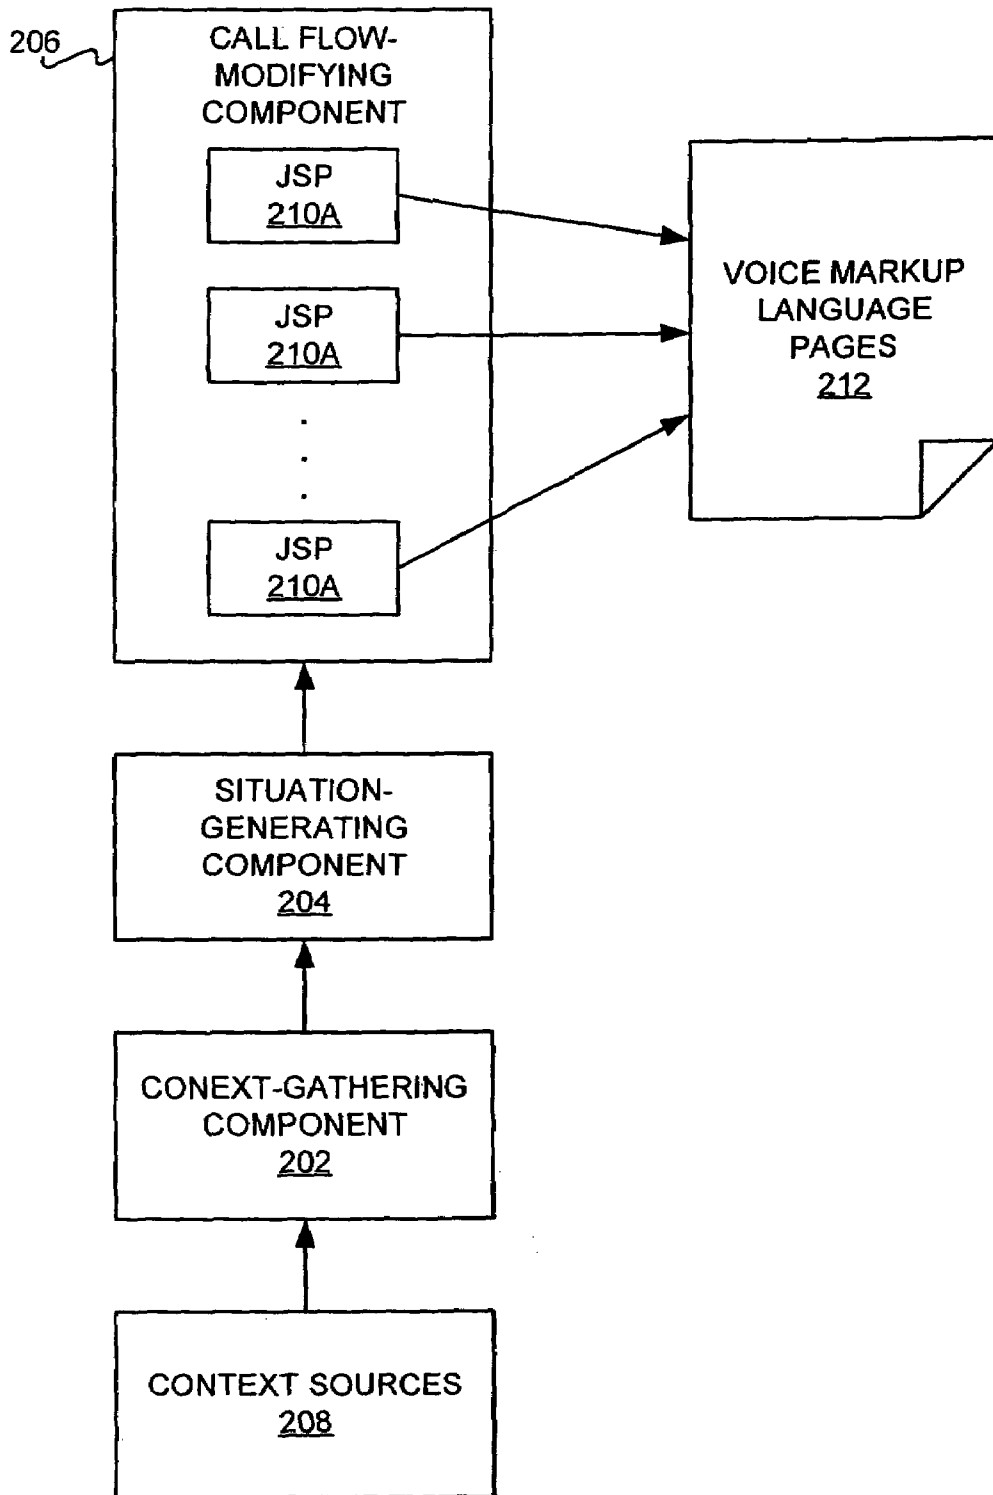 206
CALL FLOW-
MODIFYING
COMPONENT
JSP
210A
JSP
210A
.
.
.
JSP
210A
VOICE MARKUP
LANGUAGE
PAGES
212
SITUATION-
GENERATING
COMPONENT
204
CONEXT-GATHERING
COMPONENT
202
CONTEXT SOURCES
208